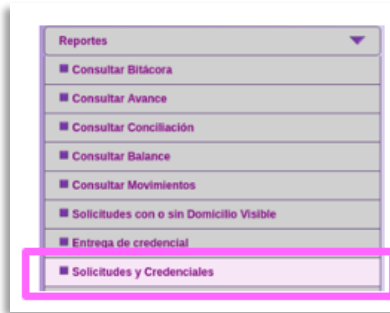 Reportes
Consultar Bitácora
Consultar Avance
Consultar Conciliación
Consultar Balance
Consultar Movimientos
Solicitudes con o sin Domicilio Visible
Entrega de credencial
Solicitudes y Credenciales